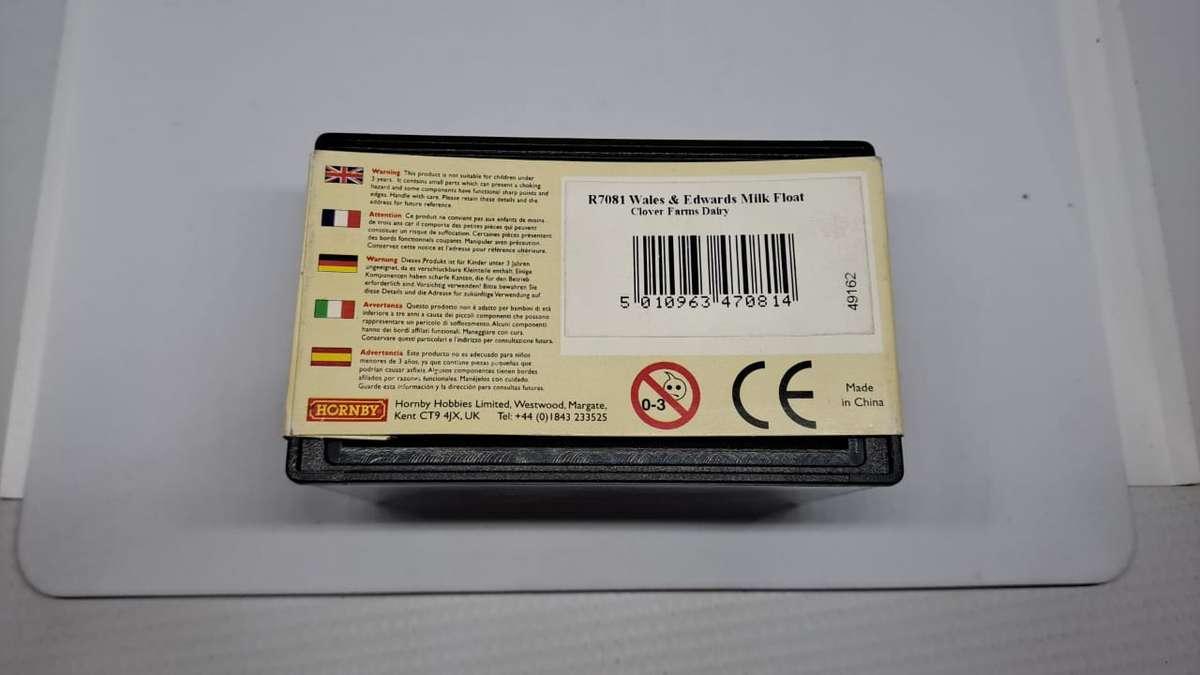 Warning This product is not suitable for children under
3 years. It contains small parts which can present a choking
hazard and some components have functional sharp points and
edges. Handle with care. Please retain these details and the
address for future reference.
Attention Ce produit ne convient pas aux enfants de moins
de trois ans car il comporte des petites pièces qui peuvent
constituer un risque de suffocation. Certaines pièces présentent
des bords fonctionnels coupants. Manipuler avec précaution.
Conservez cette notice et l'adresse pour référence ultérieure.
Warnung Dieses Produkt ist für Kinder unter 3 Jahren
ungeeignet, da es verschluckbare Kleinteile enthält. Einige
Komponenten haben scharfe Kanten, die für den Betrieb
erforderlich sind. Vorsichtig verwenden! Bitte bewahren Sie
diese Details und die Adresse für zukünftige Verwendung auf
Avvertenza Questo prodotto non è adatto per bambini di età
inferiore a tre anni a causa dei piccoli componenti che possono
rappresentare un pericolo di soffocamento. Alcuni componenti
hanno dei bordi affilati funzionali. Maneggiare con cura.
Conservare questi particolari e l'indirizzo per consultazione futura.
Advertencia Este producto no es adecuado para niños
menores de 3 años, ya que contiene piezas pequeñas que
podrían causar asfixia. Algunos componentes tienen bordes
afilados por razones funcionales. Manéjelos con cuidado.
Guarde esta información y la dirección para consultas futuras.
HORNBY
Hornby Hobbies Limited, Westwood, Margate,
Kent CT9 4JX, UK Tel: +44 (0)1843 233525
R7081 Wales & Edwards Milk Float
Clover Farms Dairy
5 010963 470814
49162
0-3
CE
Made
in China